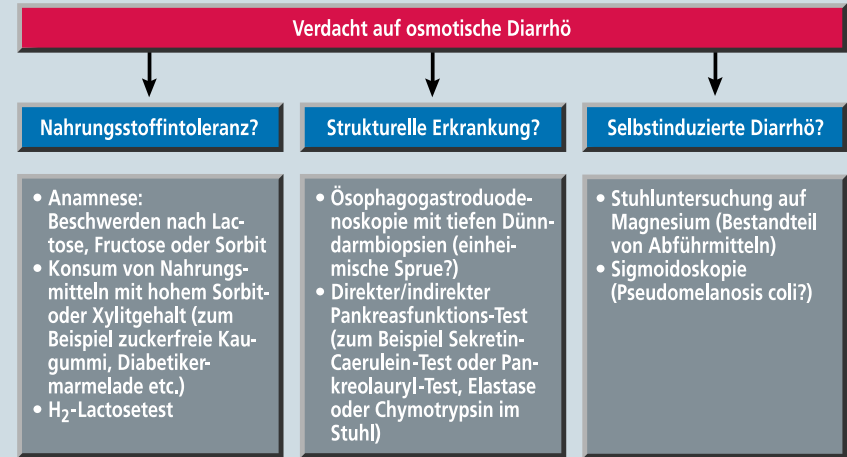 Verdacht auf osmotische Diarrhö
Nahrungsstoffintoleranz?
• Anamnese:
Beschwerden nach Lac-
tose, Fructose oder Sorbit
• Konsum von Nahrungs-
mitteln mit hohem Sorbit-
oder Xylitgehalt (zum
Beispiel zuckerfreie Kau-
gummi, Diabetiker-
marmelade etc.)
• H₂-Lactosetest
Strukturelle Erkrankung?
• Ösophagogastroduode-
noskopie mit tiefen Dünn-
darmbiopsien (einhei-
mische Sprue?)
• Direkter/indirekter
Pankreasfunktions-Test
(zum Beispiel Sekretin-
Caerulein-Test oder Pan-
kreolauryl-Test, Elastase
oder Chymotrypsin im
Stuhl)
Selbstinduzierte Diarrhö?
• Stuhluntersuchung auf
Magnesium (Bestandteil
von Abführmitteln)
• Sigmoidoskopie
(Pseudomelanosis coli?)